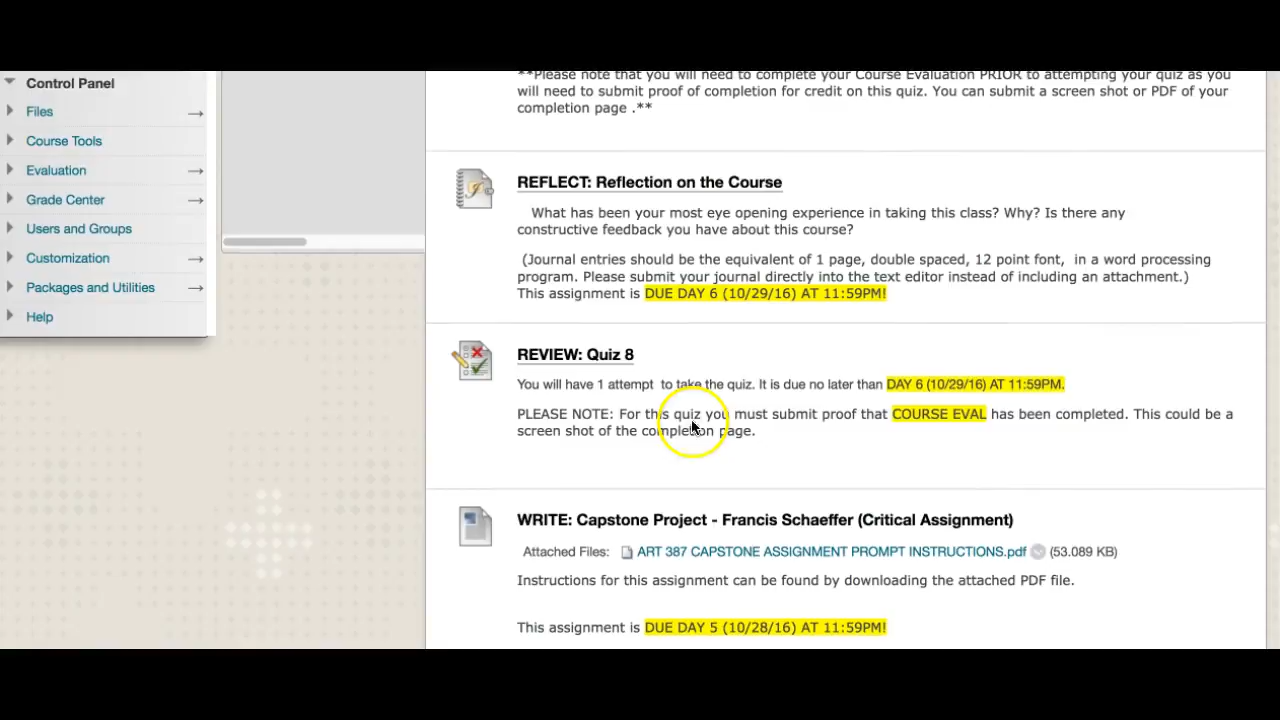 Control Panel
Files
Course Tools
Evaluation
Grade Center
Users and Groups
Customization
Packages and Utilities
Help
**Please note that you will need to complete your Course Evaluation PRIOR to attempting your quiz as you
will need to submit proof of completion for credit on this quiz. You can submit a screen shot or PDF of your
completion page .**
REFLECT: Reflection on the Course
What has been your most eye opening experience in taking this class? Why? Is there any
constructive feedback you have about this course?
(Journal entries should be the equivalent of 1 page, double spaced, 12 point font, in a word processing
program. Please submit your journal directly into the text editor instead of including an attachment.)
This assignment is DUE DAY 6 (10/29/16) AT 11:59PM!
REVIEW: Quiz 8
You will have 1 attempt to take the quiz. It is due no later than DAY 6 (10/29/16) AT 11:59PM.
PLEASE NOTE: For this quiz you must submit proof that COURSE EVAL has been completed. This could be a
screen shot of the completion page.
WRITE: Capstone Project - Francis Schaeffer (Critical Assignment)
Attached Files: ART 387 CAPSTONE ASSIGNMENT PROMPT INSTRUCTIONS.pdf (53.089 KB)
Instructions for this assignment can be found by downloading the attached PDF file.
This assignment is DUE DAY 5 (10/28/16) AT 11:59PM!